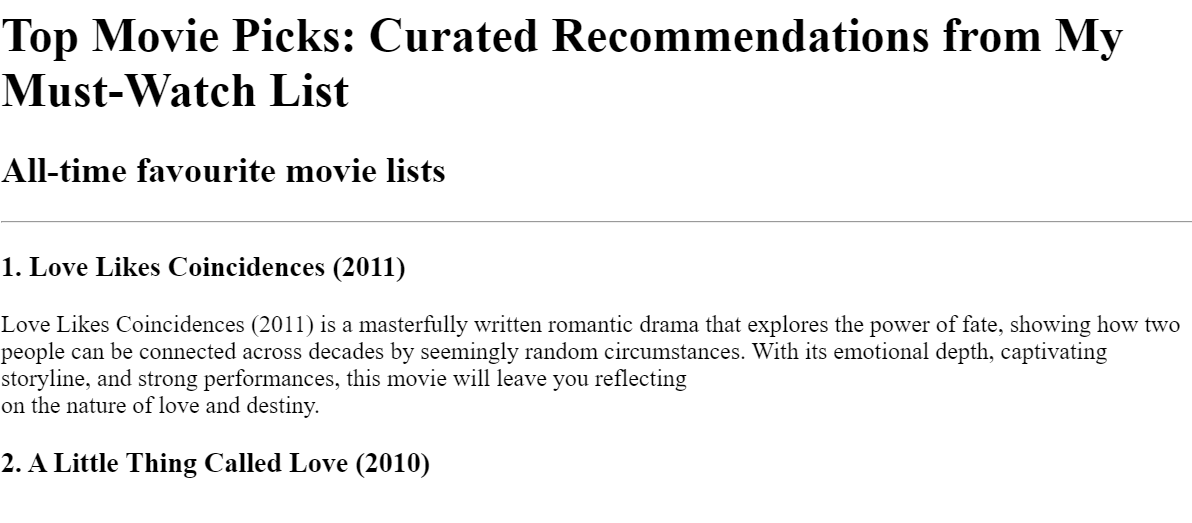 Top Movie Picks: Curated Recommendations from My
Must-Watch List
All-time favourite movie lists
1. Love Likes Coincidences (2011)
Love Likes Coincidences (2011) is a masterfully written romantic drama that explores the power of fate, showing how two
people can be connected across decades by seemingly random circumstances. With its emotional depth, captivating
storyline, and strong performances, this movie will leave you reflecting
on the nature of love and destiny.
2. A Little Thing Called Love (2010)